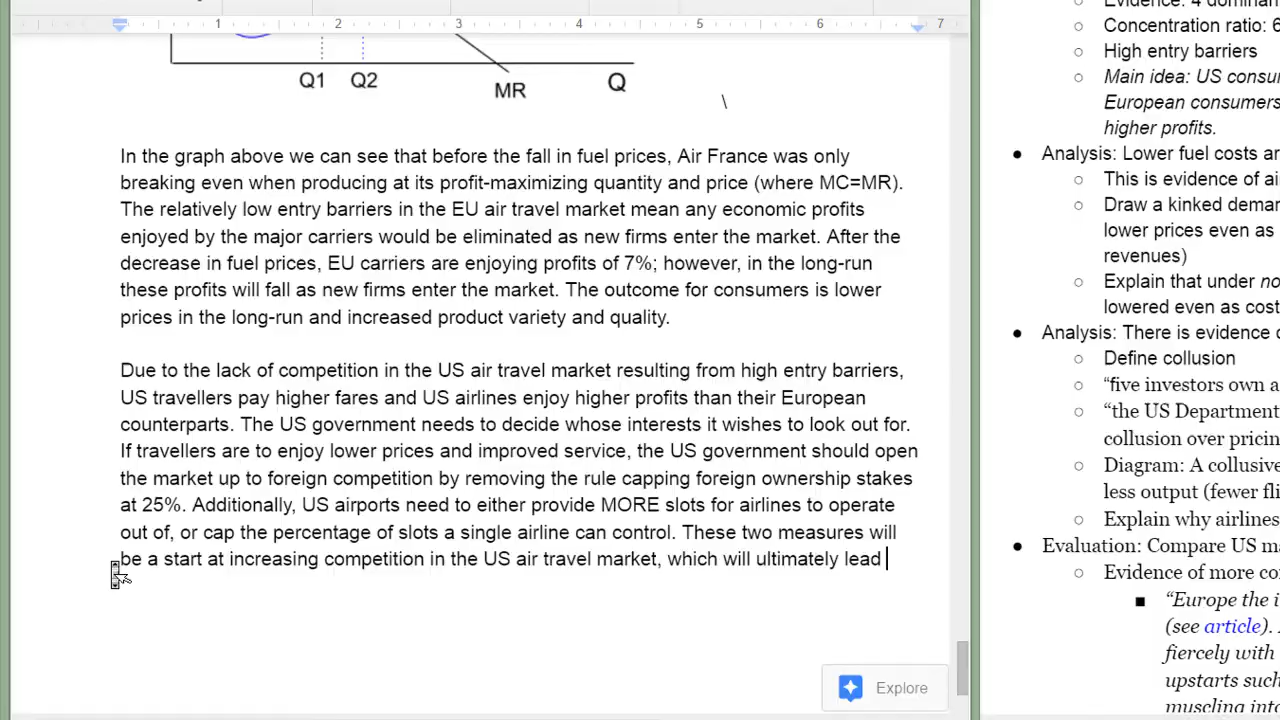 1 2 3 4 5 6 7
Q1 Q2 MR Q
\
In the graph above we can see that before the fall in fuel prices, Air France was only
breaking even when producing at its profit-maximizing quantity and price (where MC=MR).
The relatively low entry barriers in the EU air travel market mean any economic profits
enjoyed by the major carriers would be eliminated as new firms enter the market. After the
decrease in fuel prices, EU carriers are enjoying profits of 7%; however, in the long-run
these profits will fall as new firms enter the market. The outcome for consumers is lower
prices in the long-run and increased product variety and quality.
Due to the lack of competition in the US air travel market resulting from high entry barriers,
US travellers pay higher fares and US airlines enjoy higher profits than their European
counterparts. The US government needs to decide whose interests it wishes to look out for.
If travellers are to enjoy lower prices and improved service, the US government should open
the market up to foreign competition by removing the rule capping foreign ownership stakes
at 25%. Additionally, US airports need to either provide MORE slots for airlines to operate
out of, or cap the percentage of slots a single airline can control. These two measures will
be a start at increasing competition in the US air travel market, which will ultimately lead
Explore
Evidence: 4
Concentration ratio: 6
High entry barriers
Main idea: US
European consumers
higher profits.
Analysis: Lower fuel costs
This is evidence of
Draw a kinked
lower prices even as
revenues)
Explain that under
lowered even as
Analysis: There is evidence
Define collusion
"five investors own
"the US Department
collusion over
Diagram: A
less output (fewer
Explain why airlines
Evaluation: Compare US
Evidence of more
"Europe the
(see article).
fiercely with
upstarts
muscling